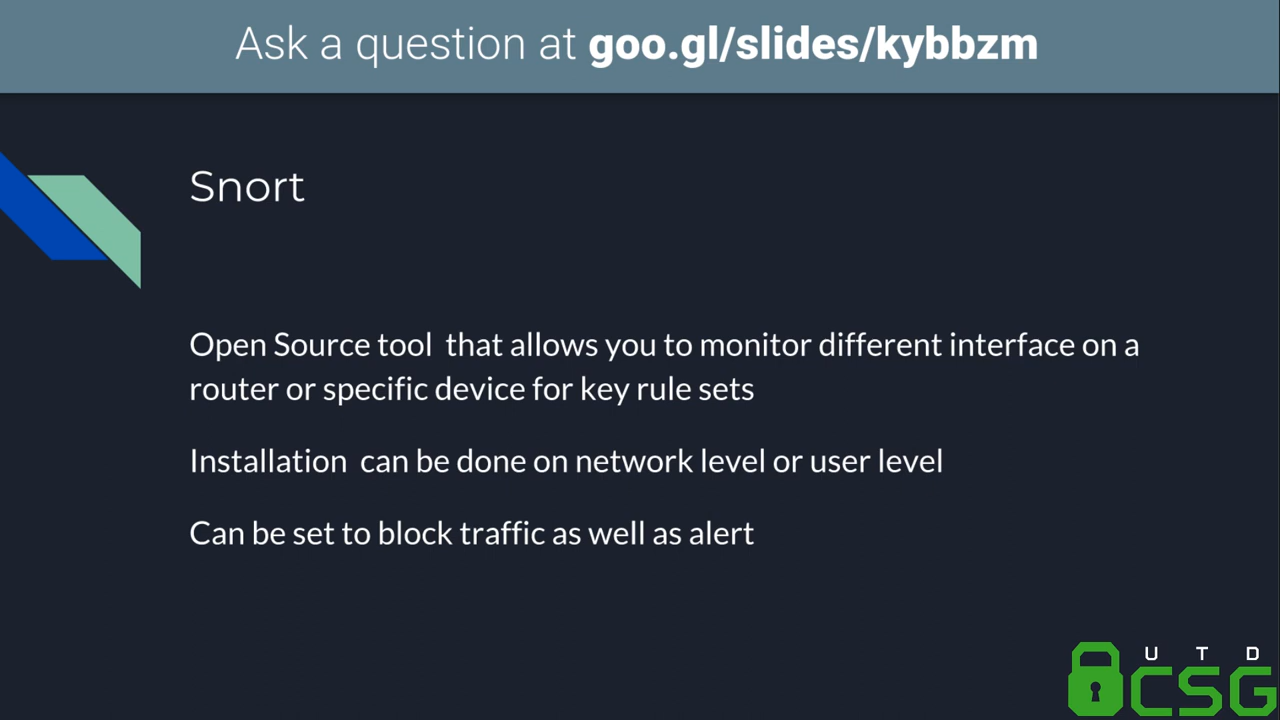 Ask a question at goo.gl/slides/kybbzm
Snort
Open Source tool  that allows you to monitor different interface on a
router or specific device for key rule sets
Installation  can be done on network level or user level
Can be set to block traffic as well as alert
U T D
CSG